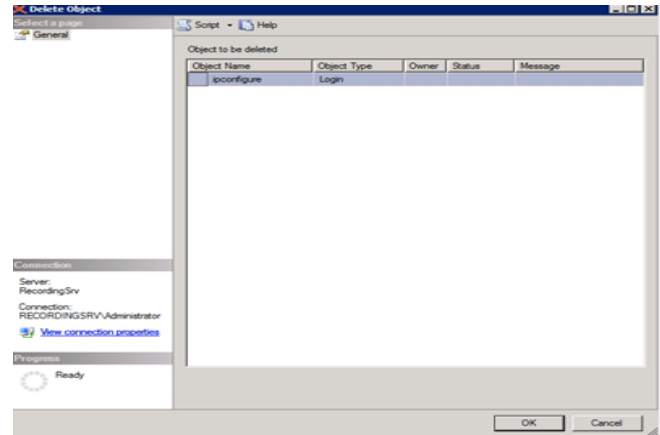 Delete Object
Select a page
General
Script Help
Object to be deleted
Object Name Object Type Owner Status Message
ipconfigure Login
Connection
Server:
RecordingSrv
Connection:
RECORDINGSRV\Administrator
View connection properties
Progress
Ready
OK Cancel